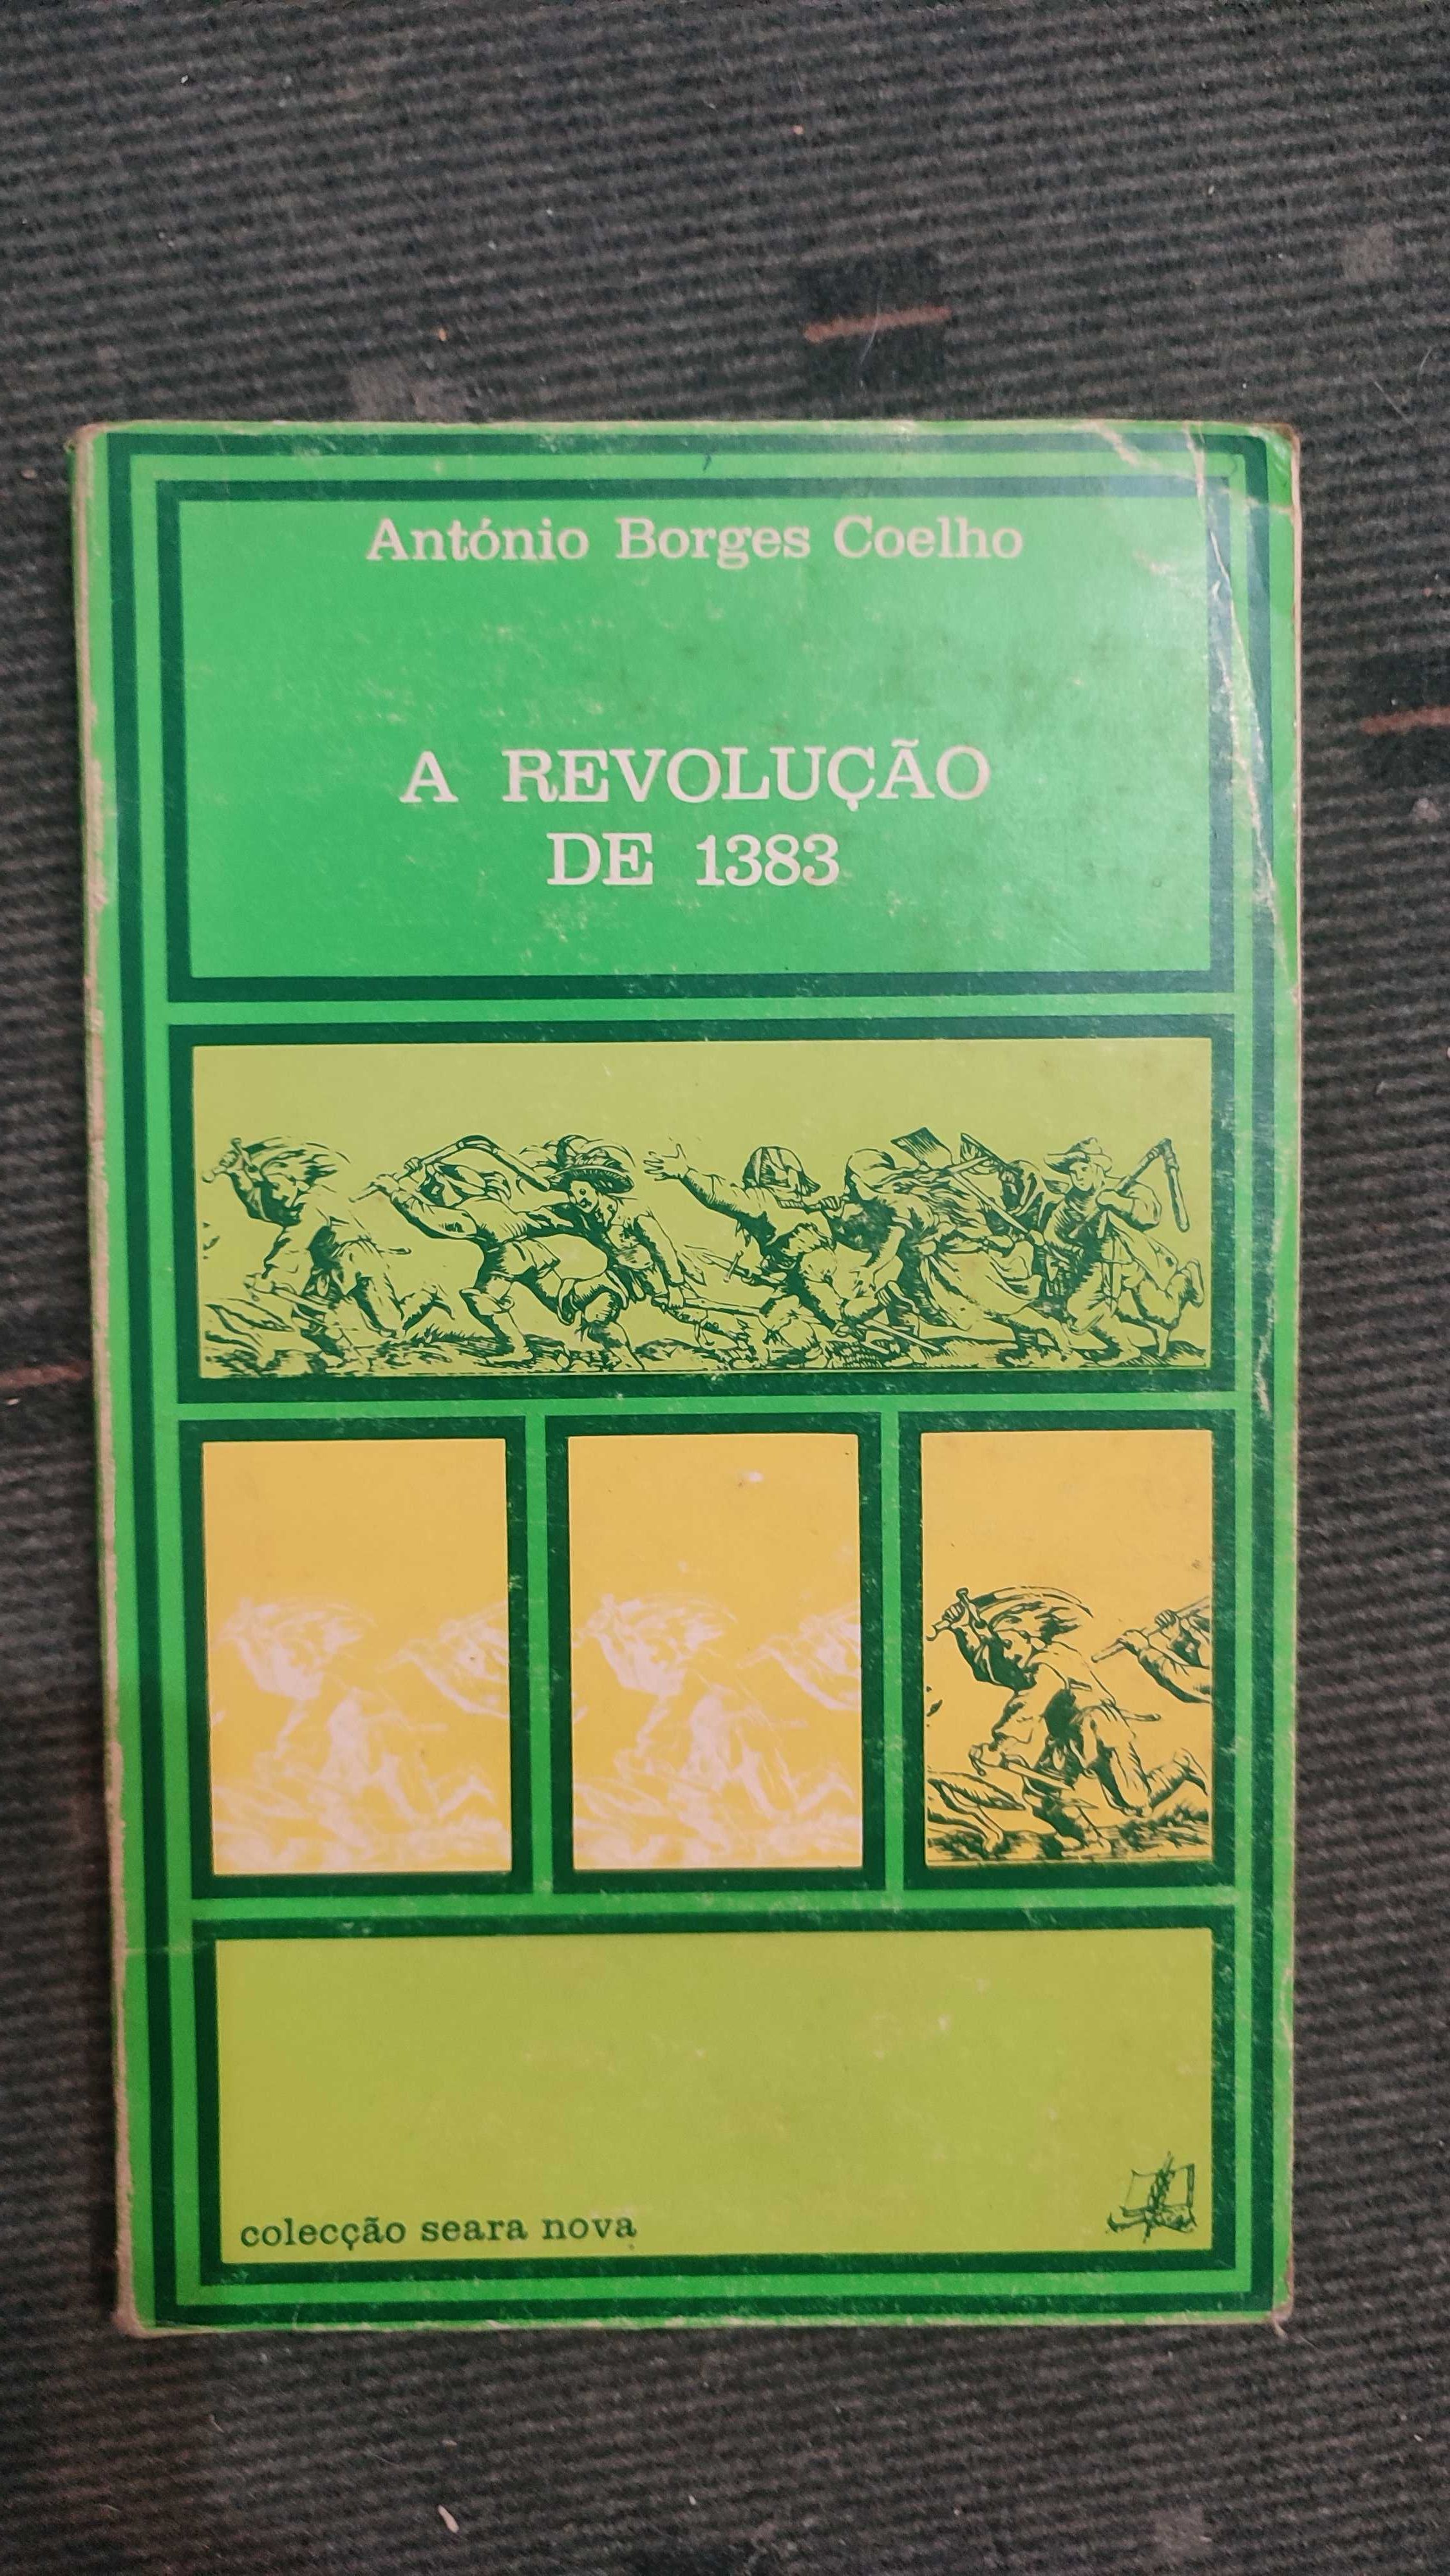 António Borges Coelho
A REVOLUÇÃO
DE 1383
colecção seara nova